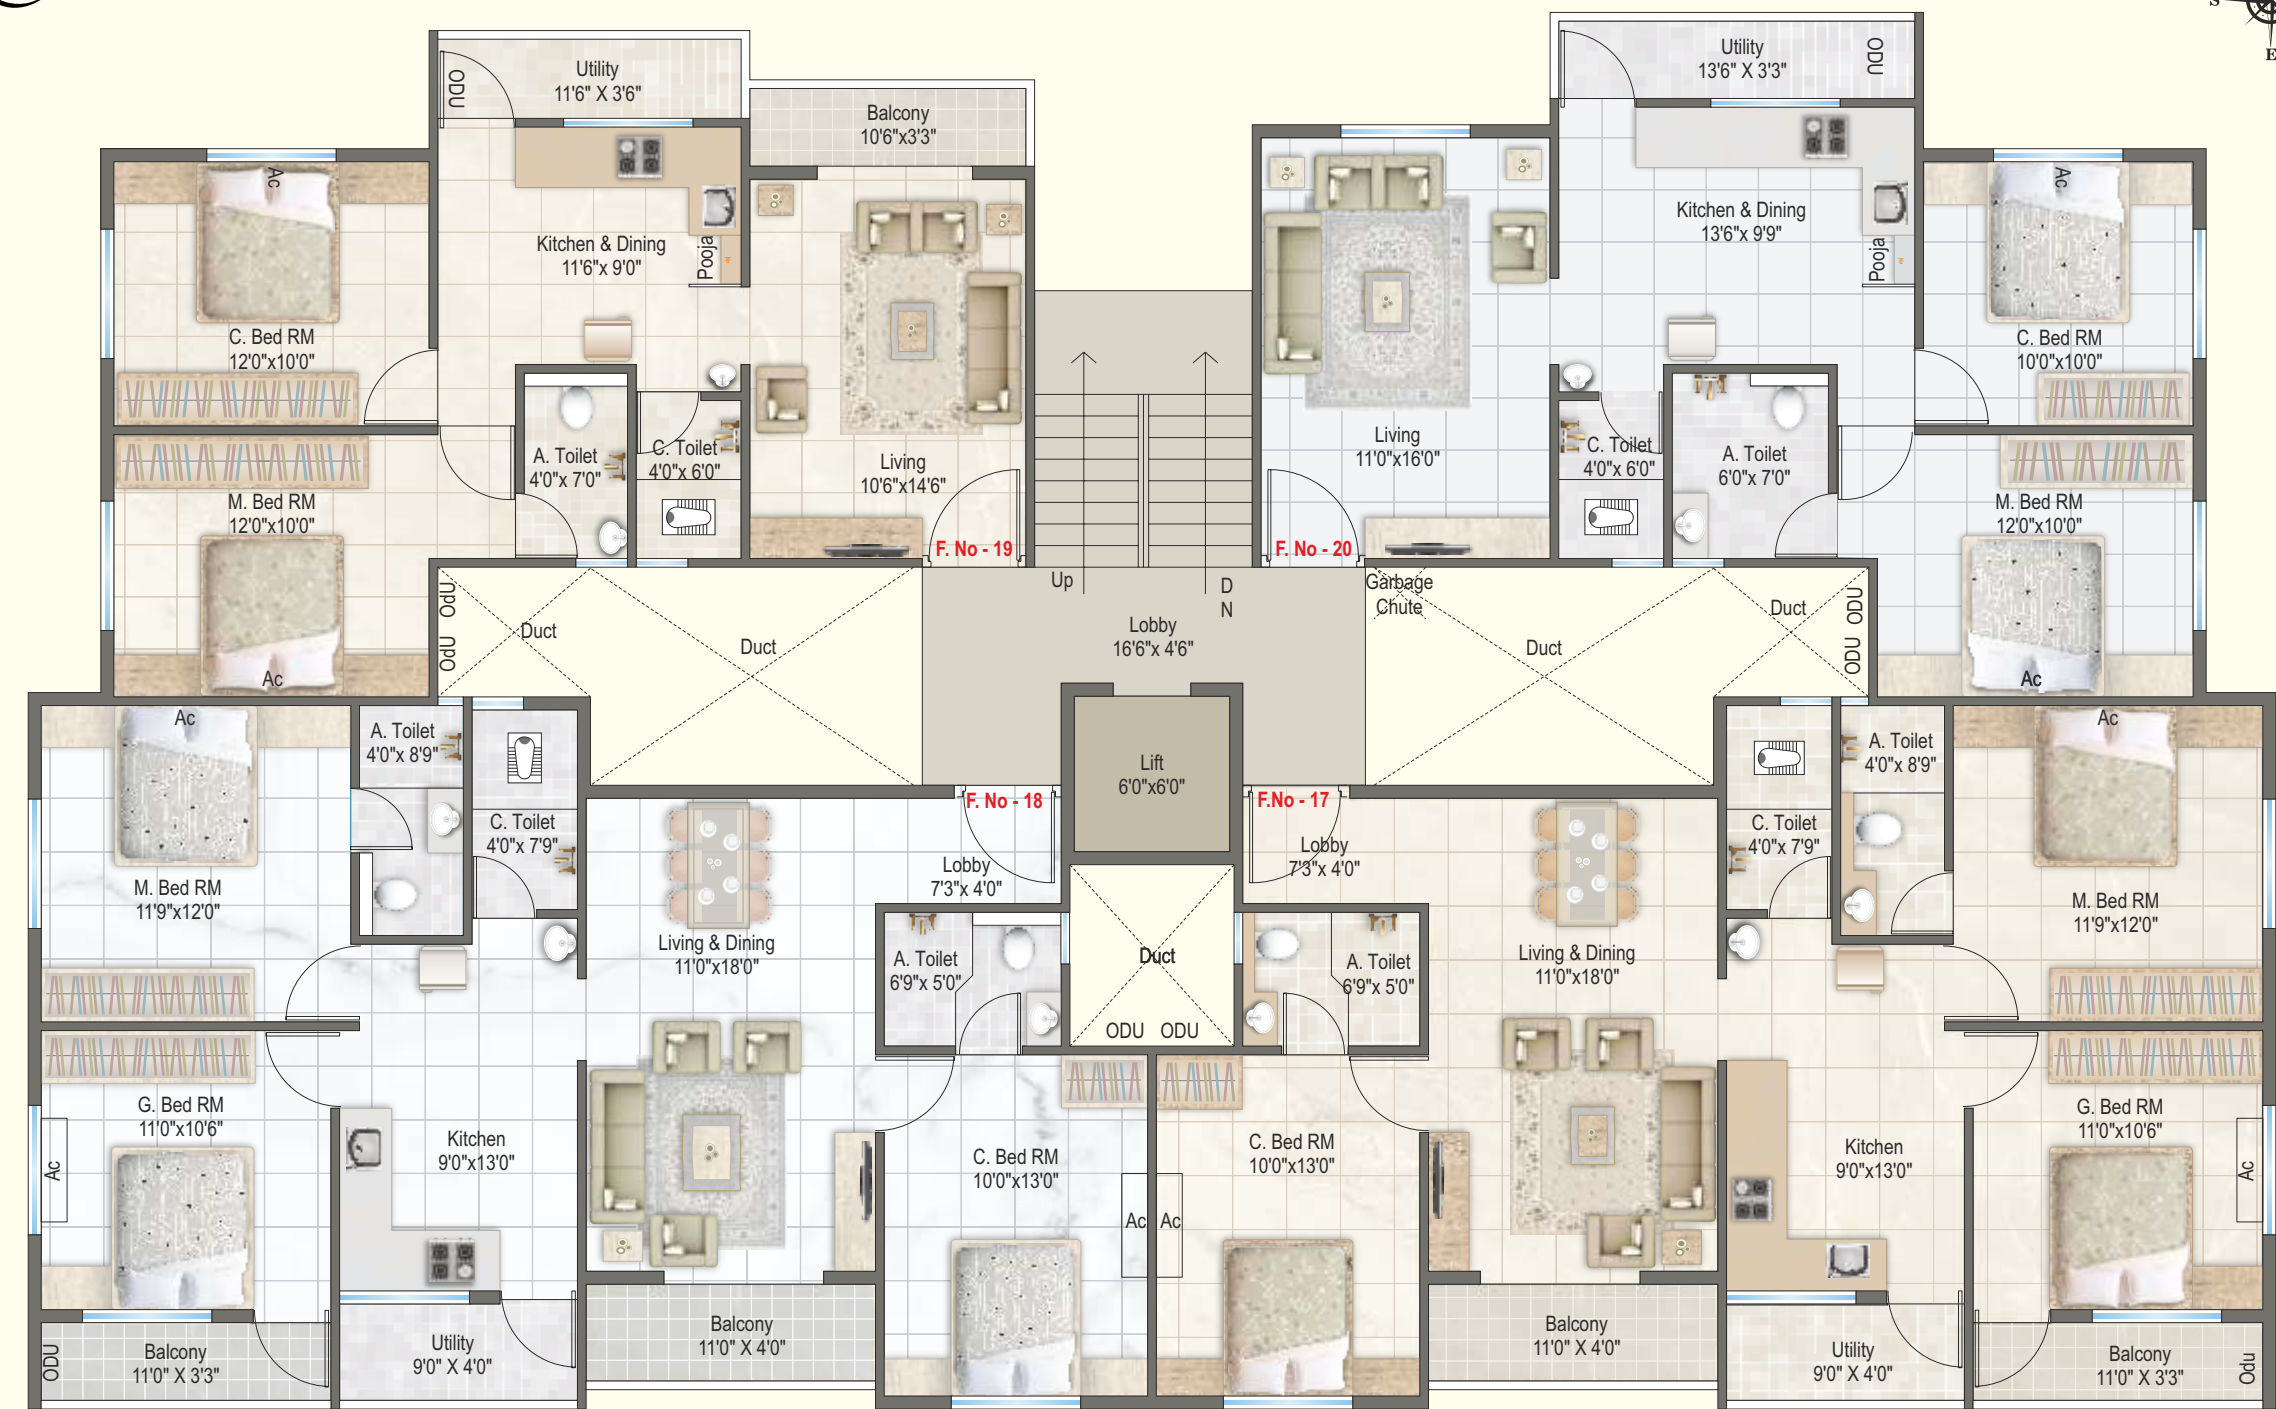 S
E
Utility
11'6" X 3'6"
ODU
Balcony
10'6"x3'3"
Utility
13'6" X 3'3"
ODU
Ac
Kitchen & Dining
11'6"x 9'0"
Pooja
C. Bed RM
12'0"x10'0"
Kitchen & Dining
13'6"x 9'9"
Pooja
Ac
C. Bed RM
10'0"x10'0"
A. Toilet
4'0"x 7'0"
C. Toilet
4'0"x 6'0"
Living
10'6"x14'6"
Living
11'0"x16'0"
C. Toilet
4'0"x 6'0"
A. Toilet
6'0"x 7'0"
M. Bed RM
12'0"x10'0"
M. Bed RM
12'0"x10'0"
F. No - 19
F. No - 20
Up
D
N
Garbage
Chute
OdU
OdU
Duct
Duct
Lobby
16'6"x 4'6"
Duct
Duct
ODU
ODU
Ac
Ac
Ac
A. Toilet
4'0"x 8'9"
Lift
6'0"x6'0"
A. Toilet
4'0"x 8'9"
Ac
C. Toilet
4'0"x 7'9"
F. No - 18
F.No - 17
C. Toilet
4'0"x 7'9"
Lobby
7'3"x 4'0"
Lobby
7'3"x 4'0"
M. Bed RM
11'9"x12'0"
M. Bed RM
11'9"x12'0"
Living & Dining
11'0"x18'0"
A. Toilet
6'9"x 5'0"
Duct
ODU
ODU
A. Toilet
6'9"x 5'0"
Living & Dining
11'0"x18'0"
G. Bed RM
11'0"x10'6"
Ac
Kitchen
9'0"x13'0"
C. Bed RM
10'0"x13'0"
Ac
Ac
C. Bed RM
10'0"x13'0"
Kitchen
9'0"x13'0"
G. Bed RM
11'0"x10'6"
Ac
ODU
Balcony
11'0" X 3'3"
Utility
9'0" X 4'0"
Balcony
11'0" X 4'0"
Balcony
11'0" X 4'0"
Utility
9'0" X 4'0"
Balcony
11'0" X 3'3"
Odu